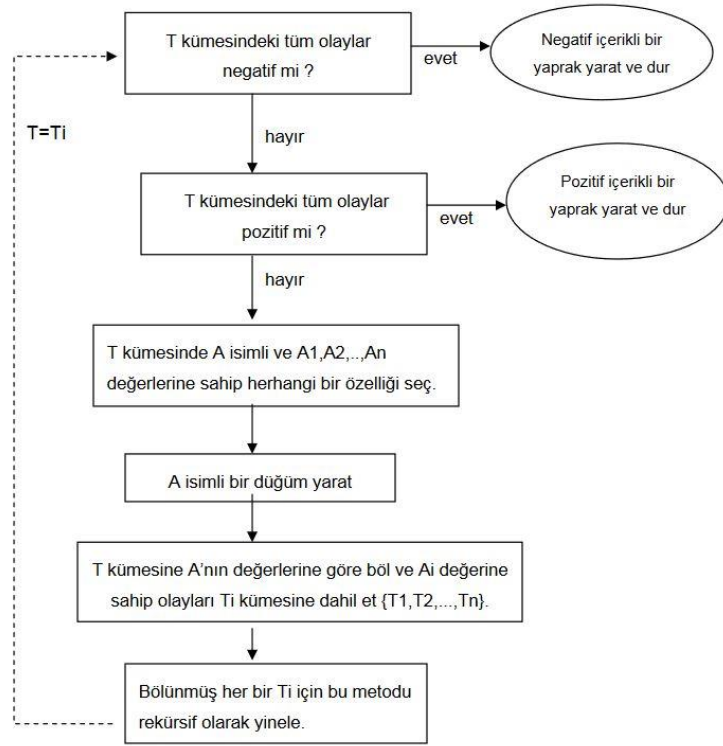 T kümesindeki tüm olaylar
negatif mi ?
evet
Negatif içerikli bir
yaprak yarat ve dur
T=Ti
hayır
T kümesindeki tüm olaylar
pozitif mi ?
evet
Pozitif içerikli bir
yaprak yarat ve dur
hayır
T kümesinde A isimli ve A1,A2,..,An
değerlerine sahip herhangi bir özelliği seç.
A isimli bir düğüm yarat
T kümesine A’nın değerlerine göre böl ve Ai değerine
sahip olayları Ti kümesine dahil et {T1,T2,...,Tn}.
Bölünmüş her bir Ti için bu metodu
rekürsif olarak yinele.